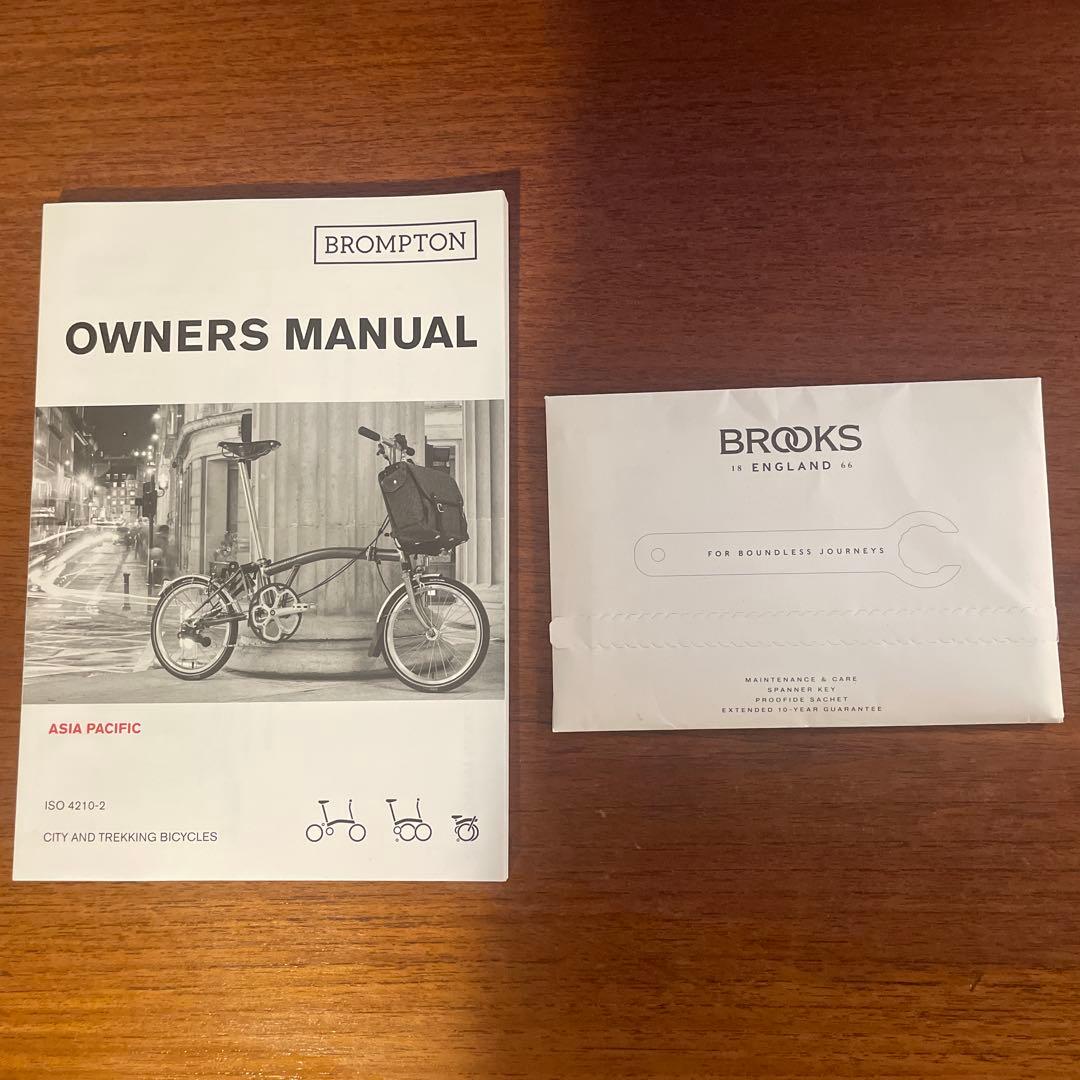 BROMPTON
OWNERS MANUAL
ASIA PACIFIC
ISO 4210-2
CITY AND TREKKING BICYCLES
BROOKS
18 ENGLAND 66
FOR BOUNDLESS JOURNEYS
MAINTENANCE & CARE
SPANNER KEY
PROOFIDE SACHET
EXTENDED 10-YEAR GUARANTEE